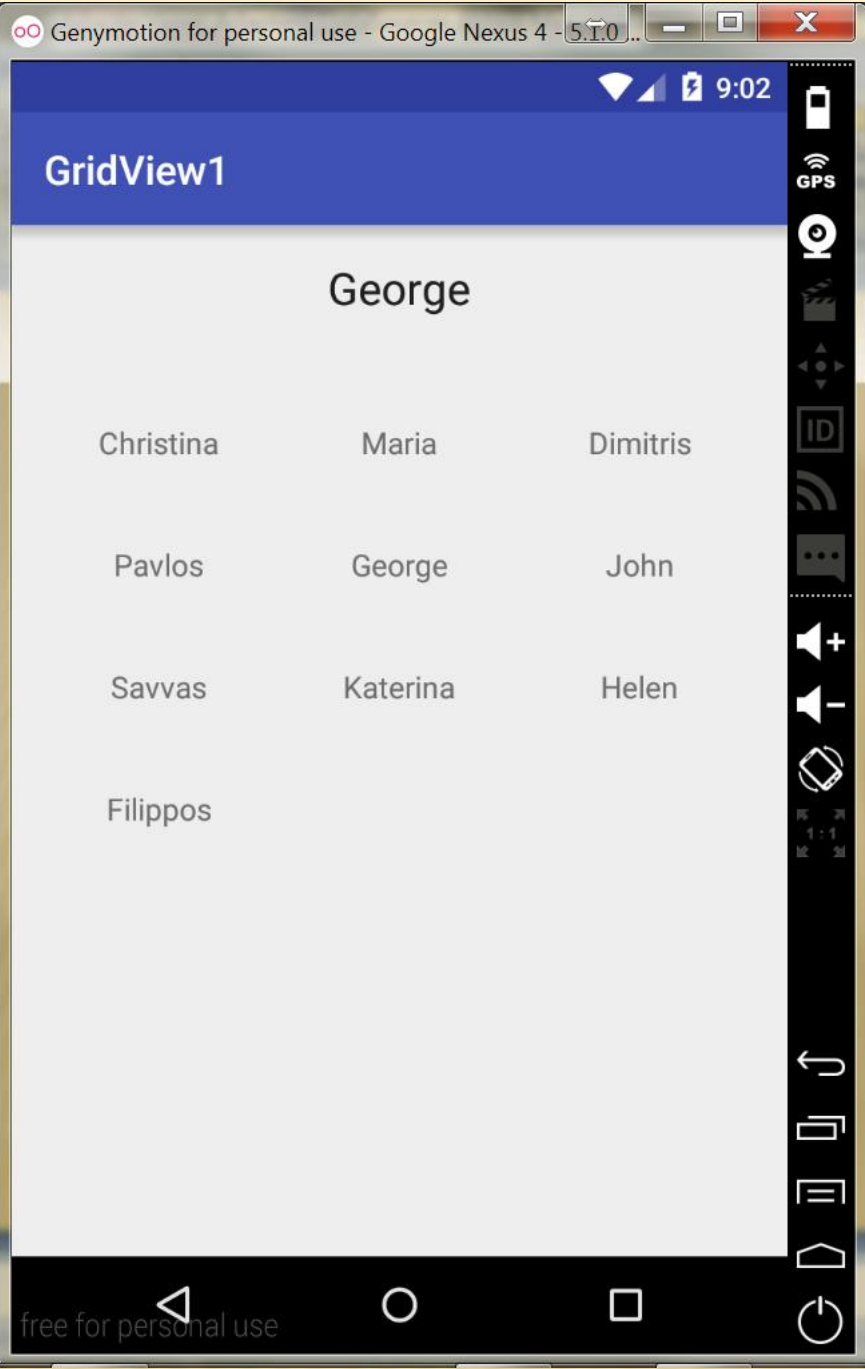 Genymotion for personal use - Google Nexus 4 - 5.1.0 ...
9:02
GridView1
GPS
George
Christina Maria Dimitris
ID
Pavlos George John
Savvas Katerina Helen
Filippos
1:1
free for personal use